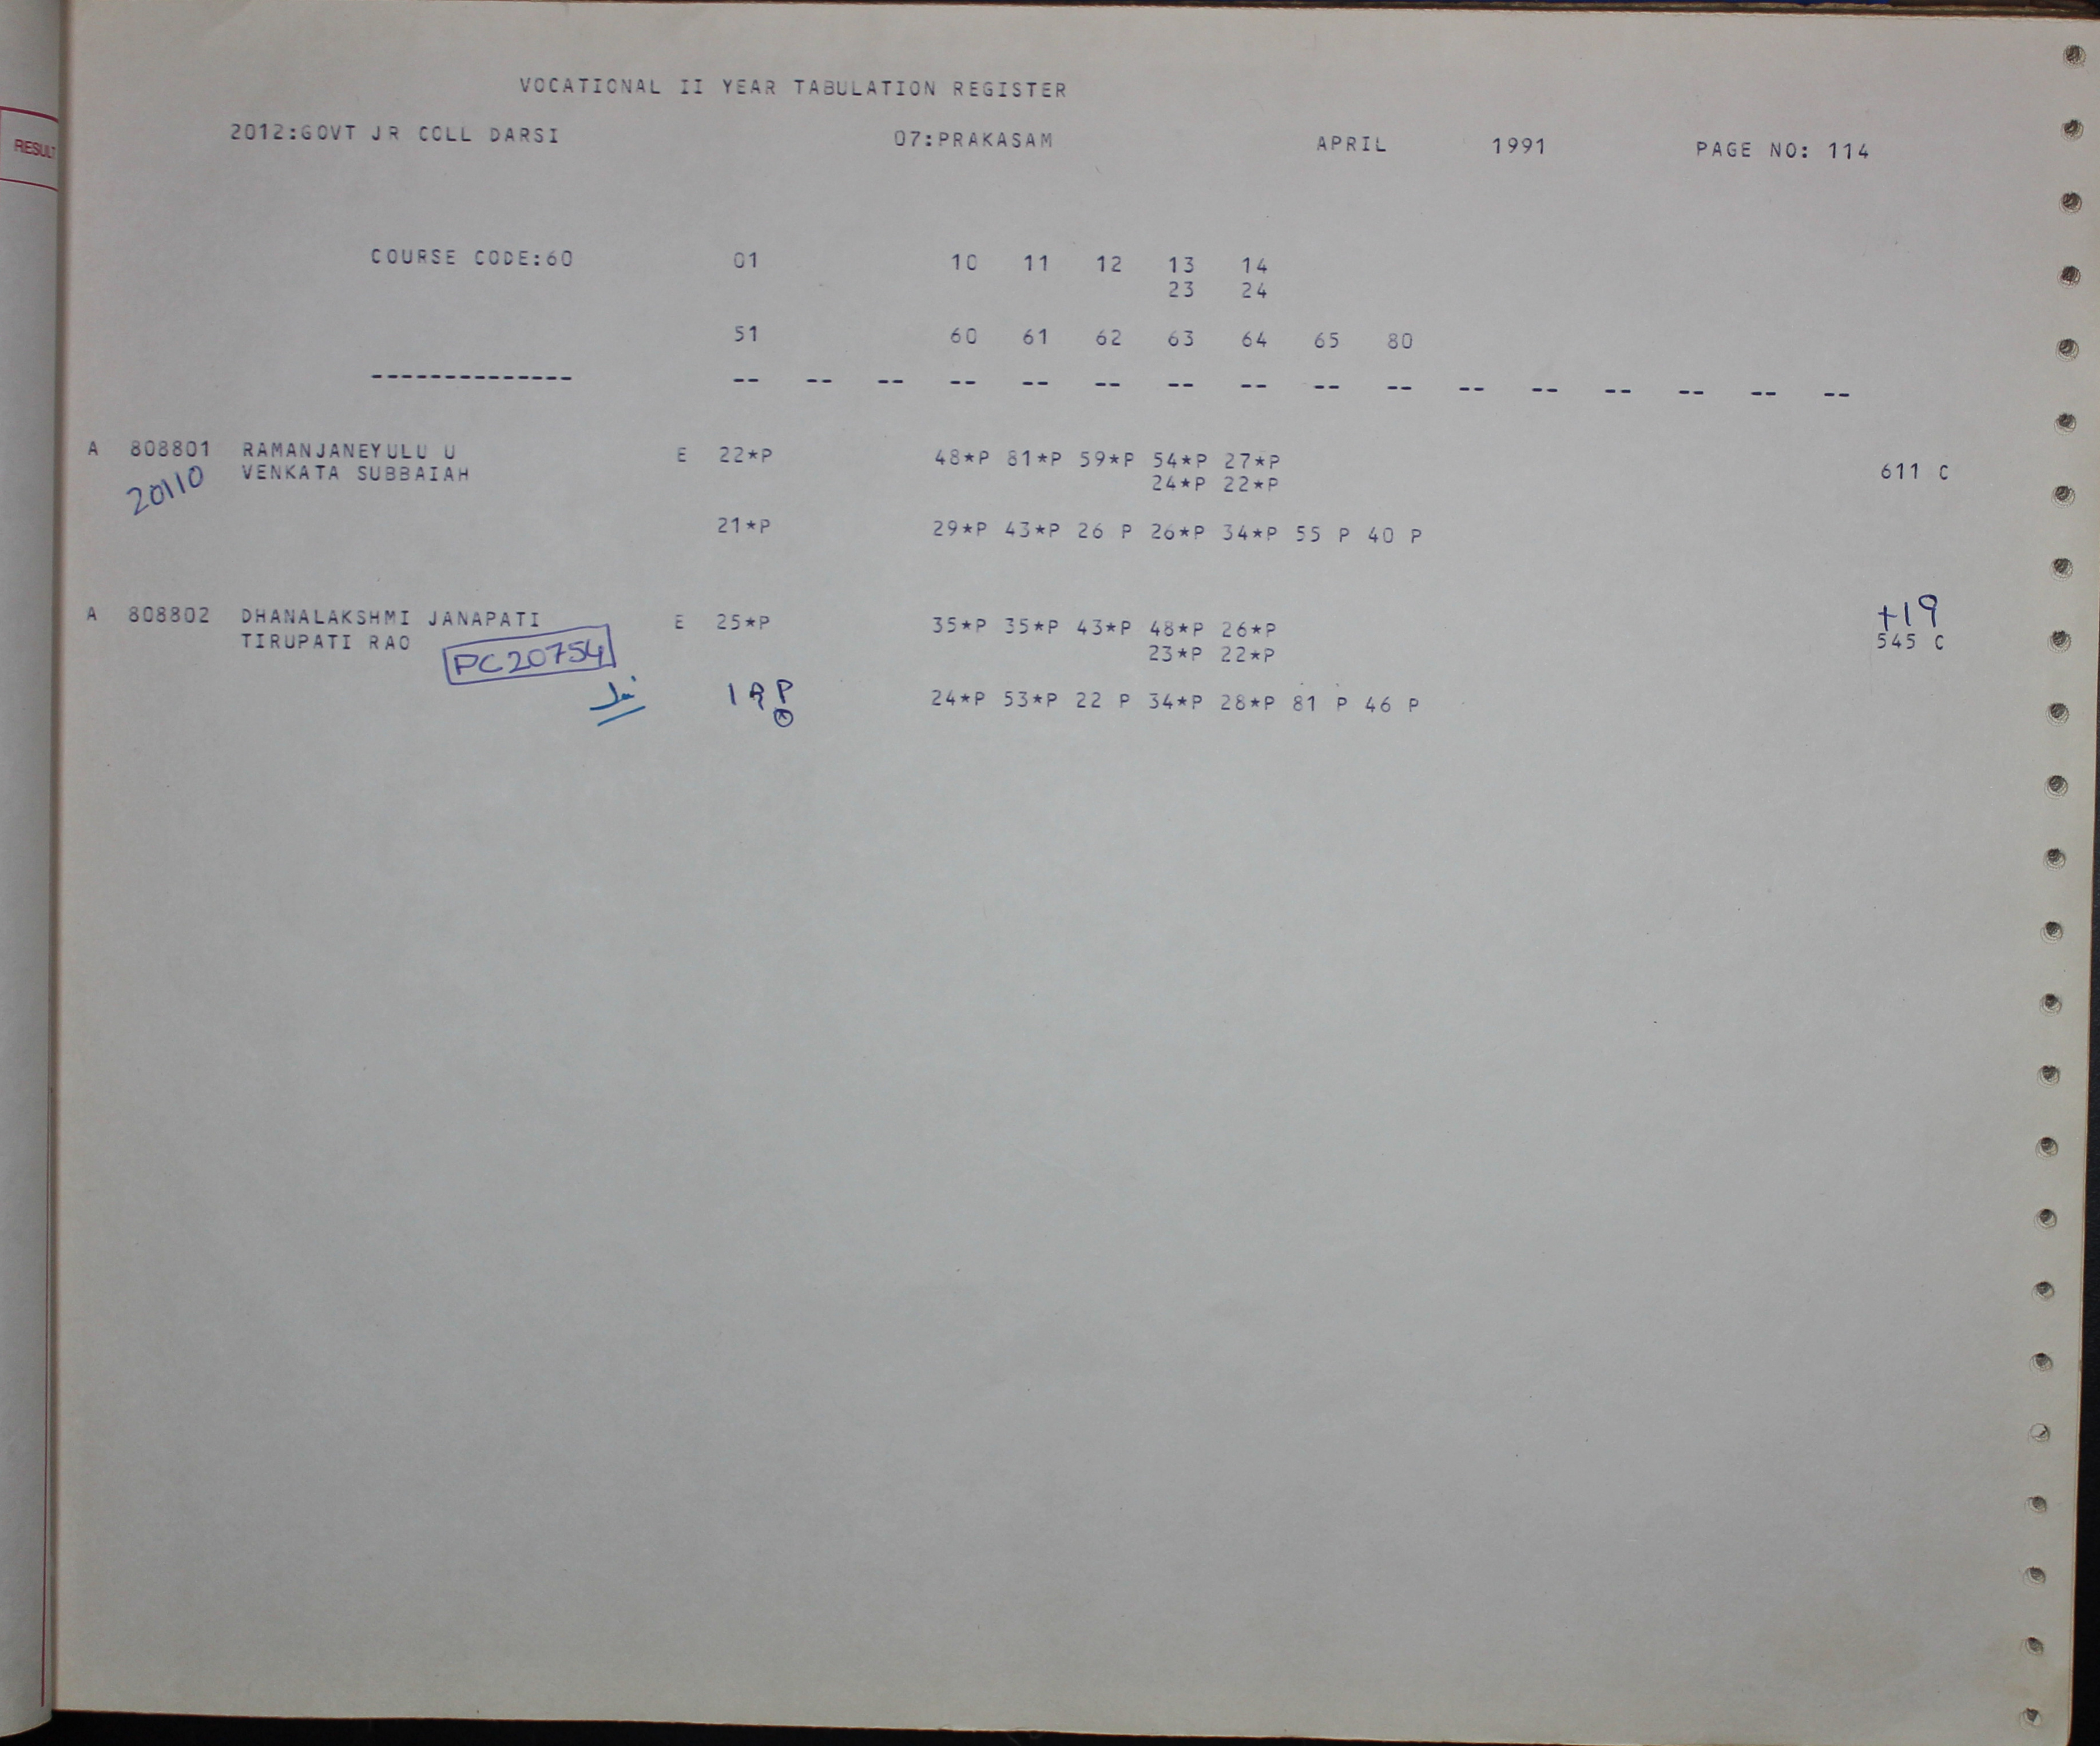 RESULT
VOCATIONAL II YEAR TABULATION REGISTER
2012:GOVT JR COLL DARSI 07:PRAKASAM APRIL 1991 PAGE NO: 114
COURSE CODE:60 01 10 11 12 13 14
23 24
51 60 61 62 63 64 65 80
-------------- -- -- -- -- -- -- -- -- -- -- -- -- -- -- -- --
A 808801 RAMANJANEYULU U E 22*P 48*P 81*P 59*P 54*P 27*P
20110 VENKATA SUBBAIAH 24*P 22*P 611 C
21*P 29*P 43*P 26 P 26*P 34*P 55 P 40 P
+19
A 808802 DHANALAKSHMI JANAPATI E 25*P 35*P 35*P 43*P 48*P 26*P
TIRUPATI RAO 23*P 22*P 545 C
PC20754
19 P 24*P 53*P 22 P 34*P 28*P 81 P 46 P